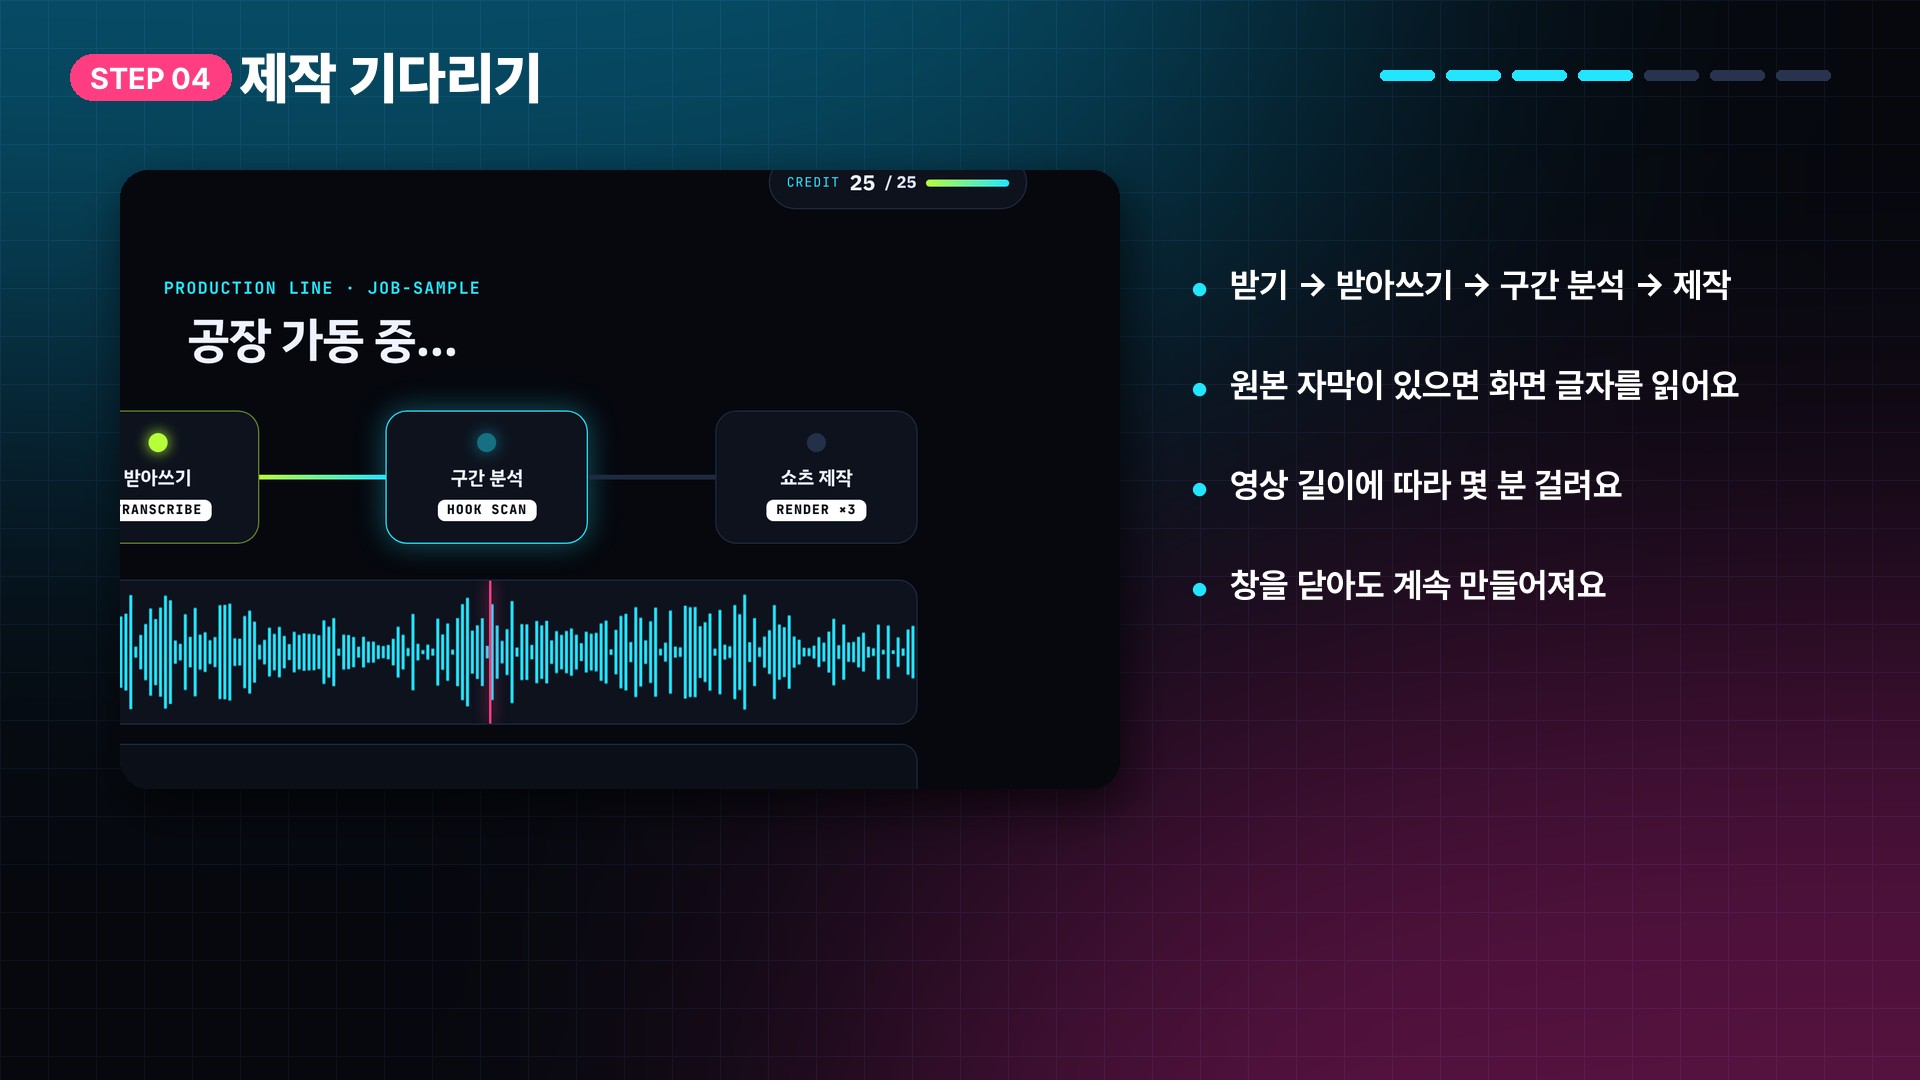 STEP 04 제작 기다리기
CREDIT 25 / 25
PRODUCTION LINE · JOB-SAMPLE
공장 가동 중...
받아쓰기
RANSCRIBE
구간 분석
HOOK SCAN
쇼츠 제작
RENDER ×3
받기 → 받아쓰기 → 구간 분석 → 제작
원본 자막이 있으면 화면 글자를 읽어요
영상 길이에 따라 몇 분 걸려요
창을 닫아도 계속 만들어져요